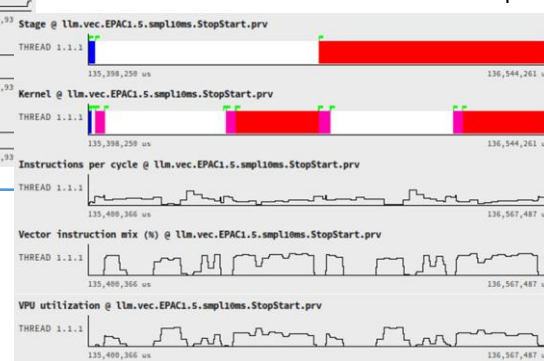 ,93
Stage @ llm.vec.EPAC1.5.smpl10ms.StopStart.prv
THREAD 1.1.1
135,398,250 us 136,544,261 u
Kernel @ llm.vec.EPAC1.5.smpl10ms.StopStart.prv
,93
THREAD 1.1.1
135,398,250 us 136,544,261 u
,93
Instructions per cycle @ llm.vec.EPAC1.5.smpl10ms.StopStart.prv
THREAD 1.1.1
135,400,366 us 136,567,487 u
Vector instruction mix (%) @ llm.vec.EPAC1.5.smpl10ms.StopStart.prv
THREAD 1.1.1
135,400,366 us 136,567,487 u
VPU utilization @ llm.vec.EPAC1.5.smpl10ms.StopStart.prv
THREAD 1.1.1
135,400,366 us 136,567,487 u